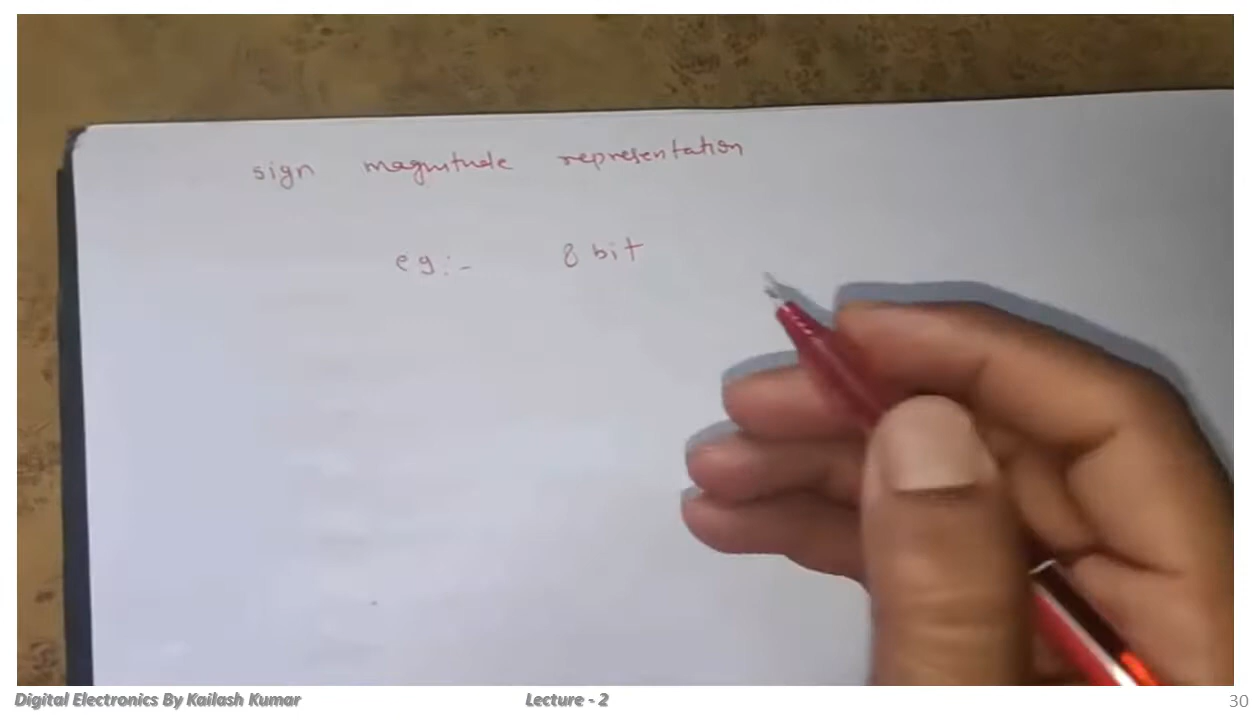 sign magnitude representation
eg:- 8 bit
Digital Electronics By Kailash Kumar Lecture - 2 30